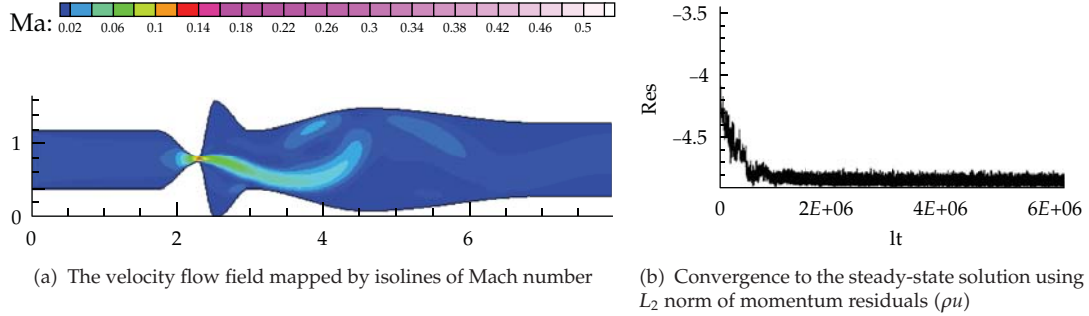 Ma:
0.02 0.06 0.1 0.14 0.18 0.22 0.26 0.3 0.34 0.38 0.42 0.46 0.5
1
0
0 2 4 6
(a) The velocity flow field mapped by isolines of Mach number
−3.5
−4
−4.5
Res
0 2E+06 4E+06 6E+06
It
(b) Convergence to the steady-state solution using
L2 norm of momentum residuals (ρu)